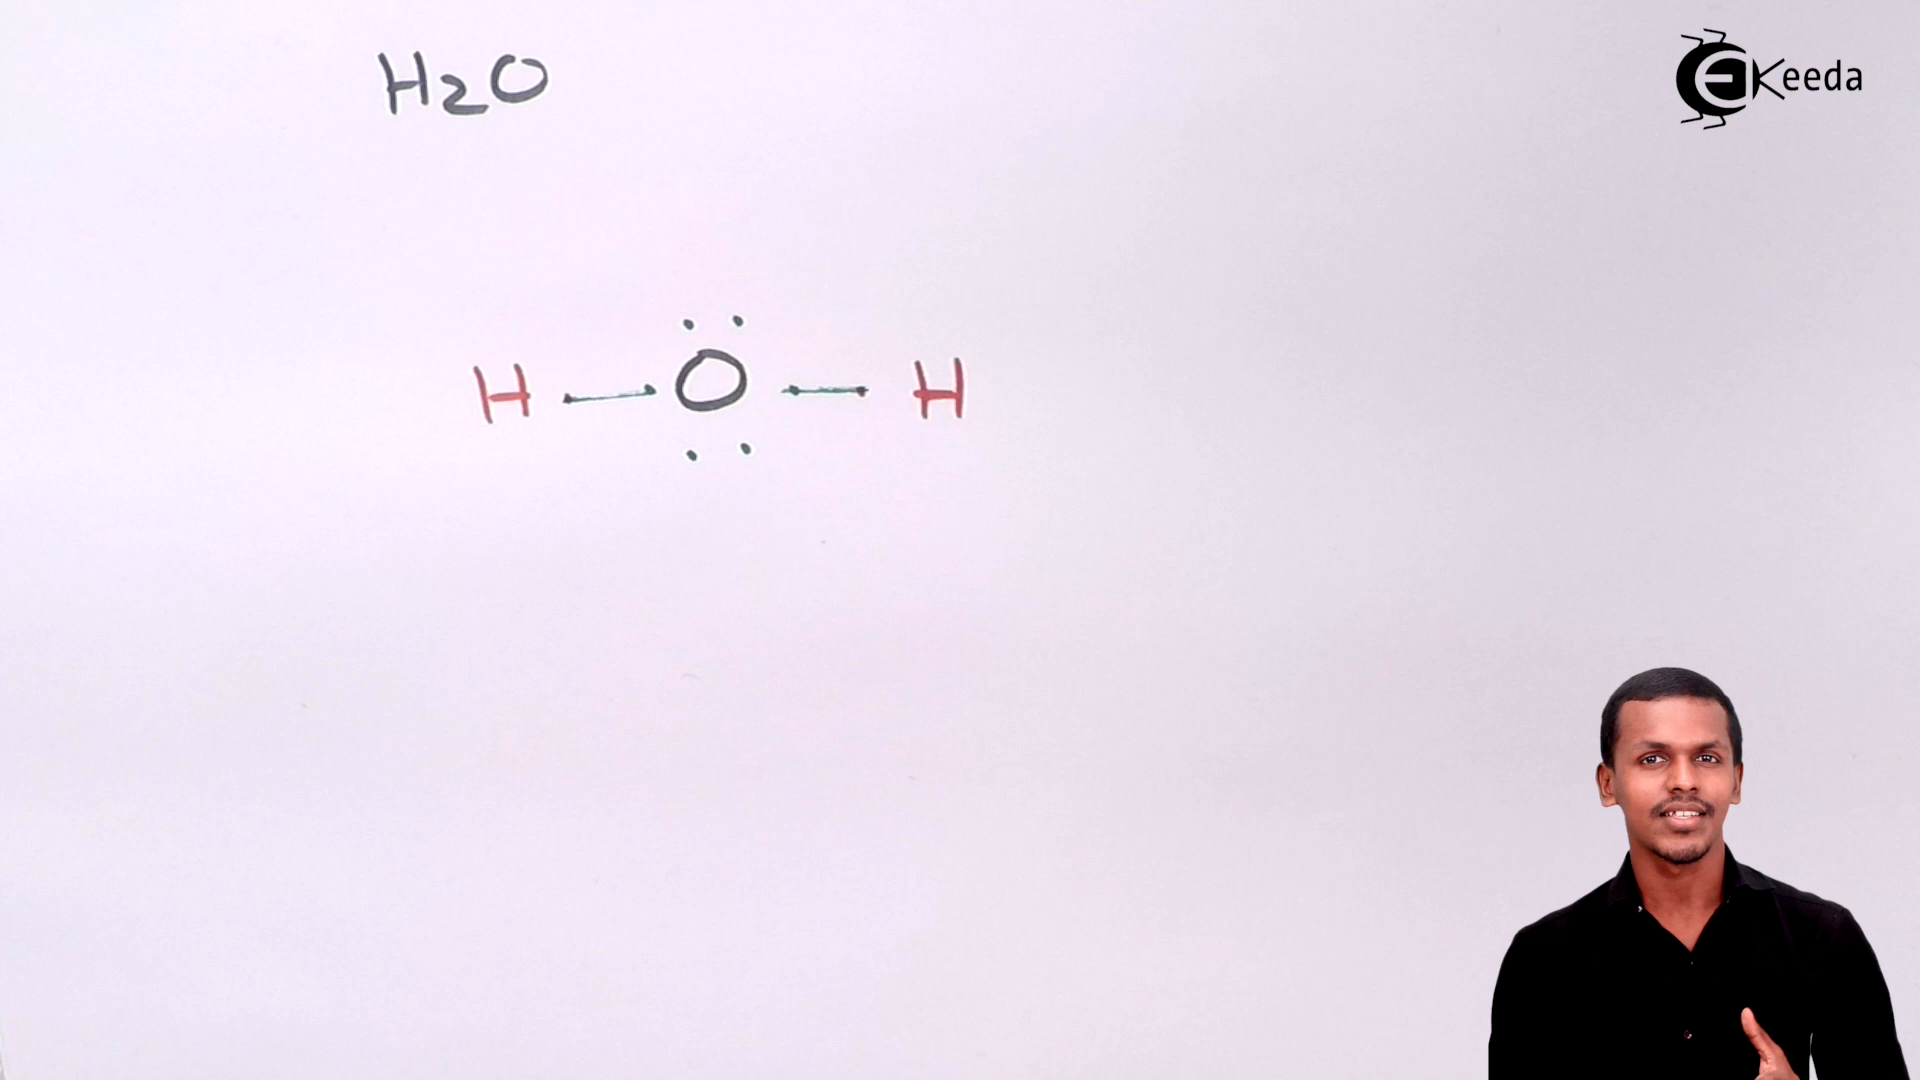 H2O
Keeda
H — O — H